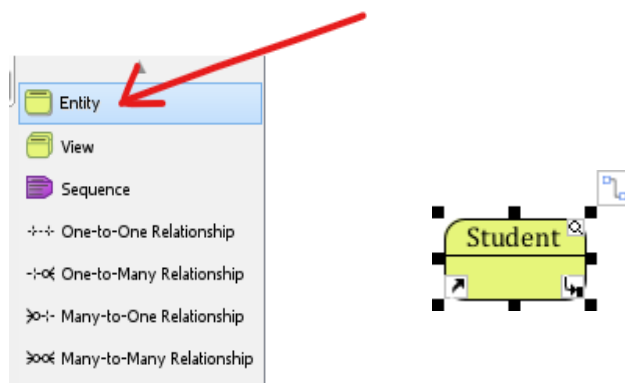 Entity
View
Sequence
One-to-One Relationship
One-to-Many Relationship
Many-to-One Relationship
Many-to-Many Relationship
Student